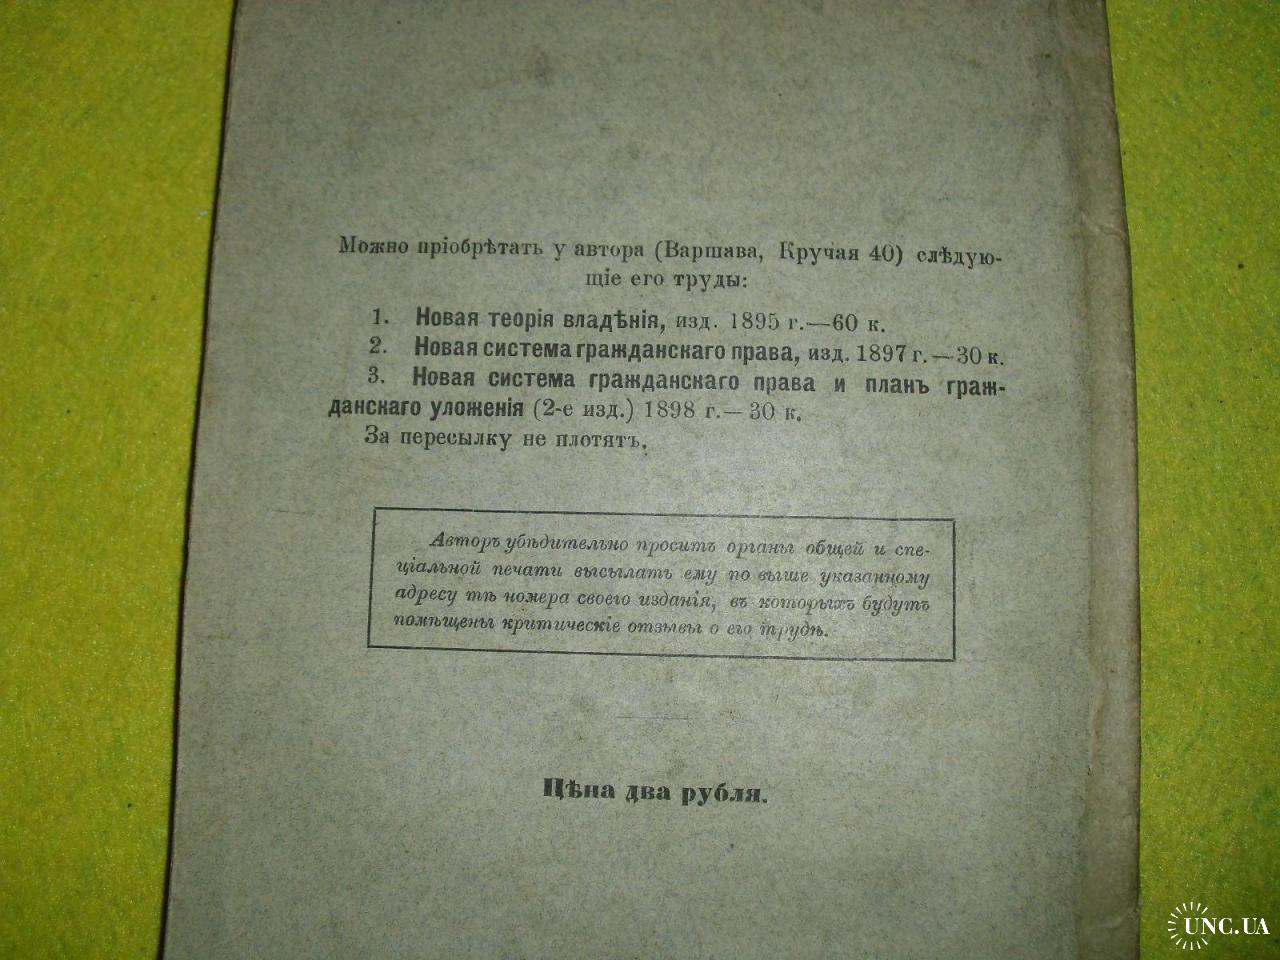 Можно пріобрѣтать у автора (Варшава, Кручая 40) слѣдую-
щіе его труды:
1. Новая теорія владѣнія, изд. 1895 г.—60 к.
2. Новая система гражданскаго права, изд. 1897 г.—30 к.
3. Новая система гражданскаго права и планъ граж-
данскаго уложенія (2-е изд.) 1898 г.—30 к.
За пересылку не плотятъ.
Авторъ убѣдительно проситъ органы общей и спе-
ціальной печати высылать ему по выше указанному
адресу тѣ номера своего изданія, въ которыхъ будутъ
помѣщены критическіе отзывы о его трудѣ.
Цѣна два рубля.
UNC.UA